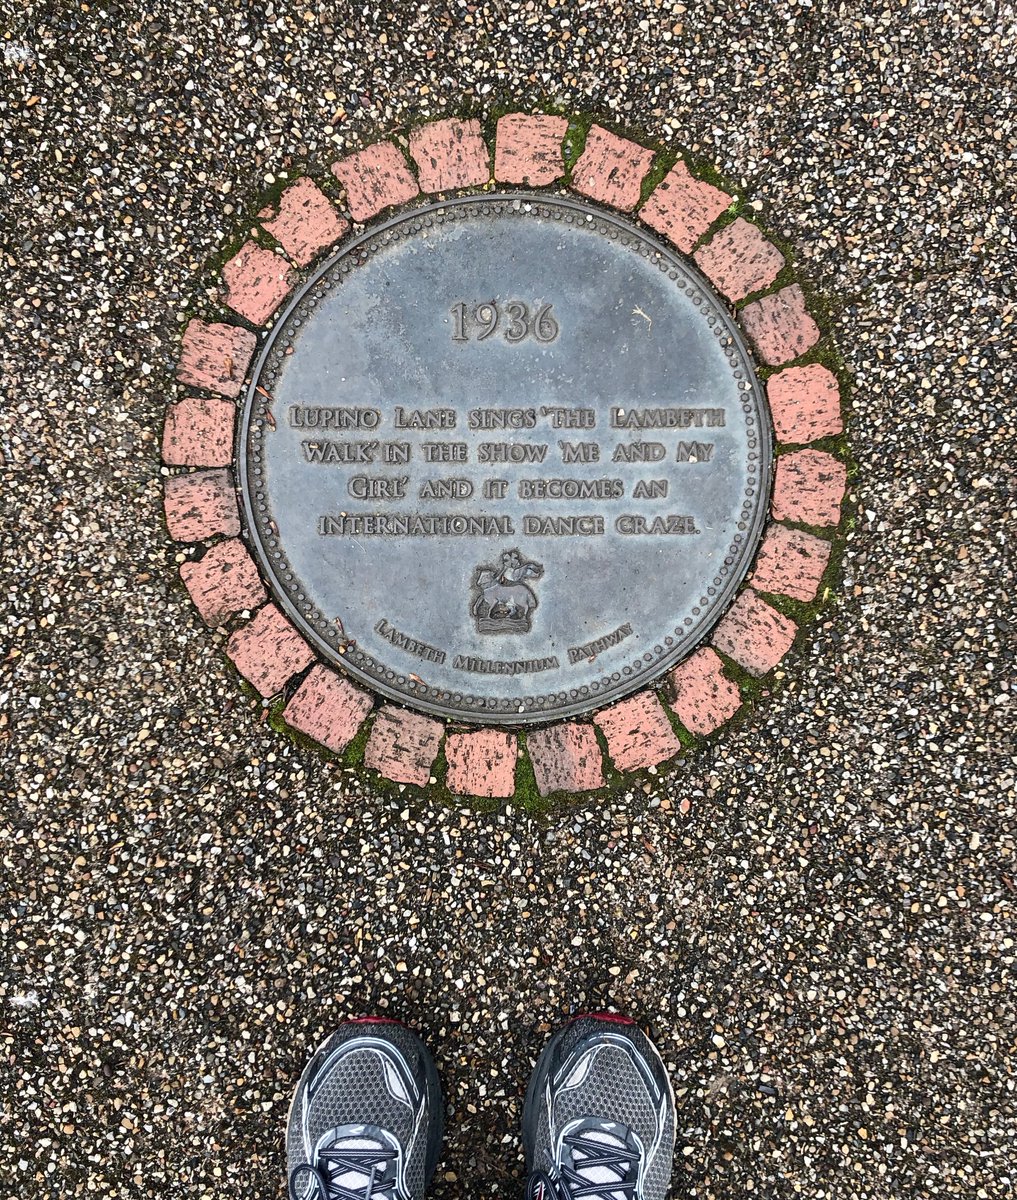 1936
Lupino Lane sings 'The Lambeth
Walk' in the show 'Me and My
Girl' and it becomes an
international dance craze.
Lambeth Millennium Pathway